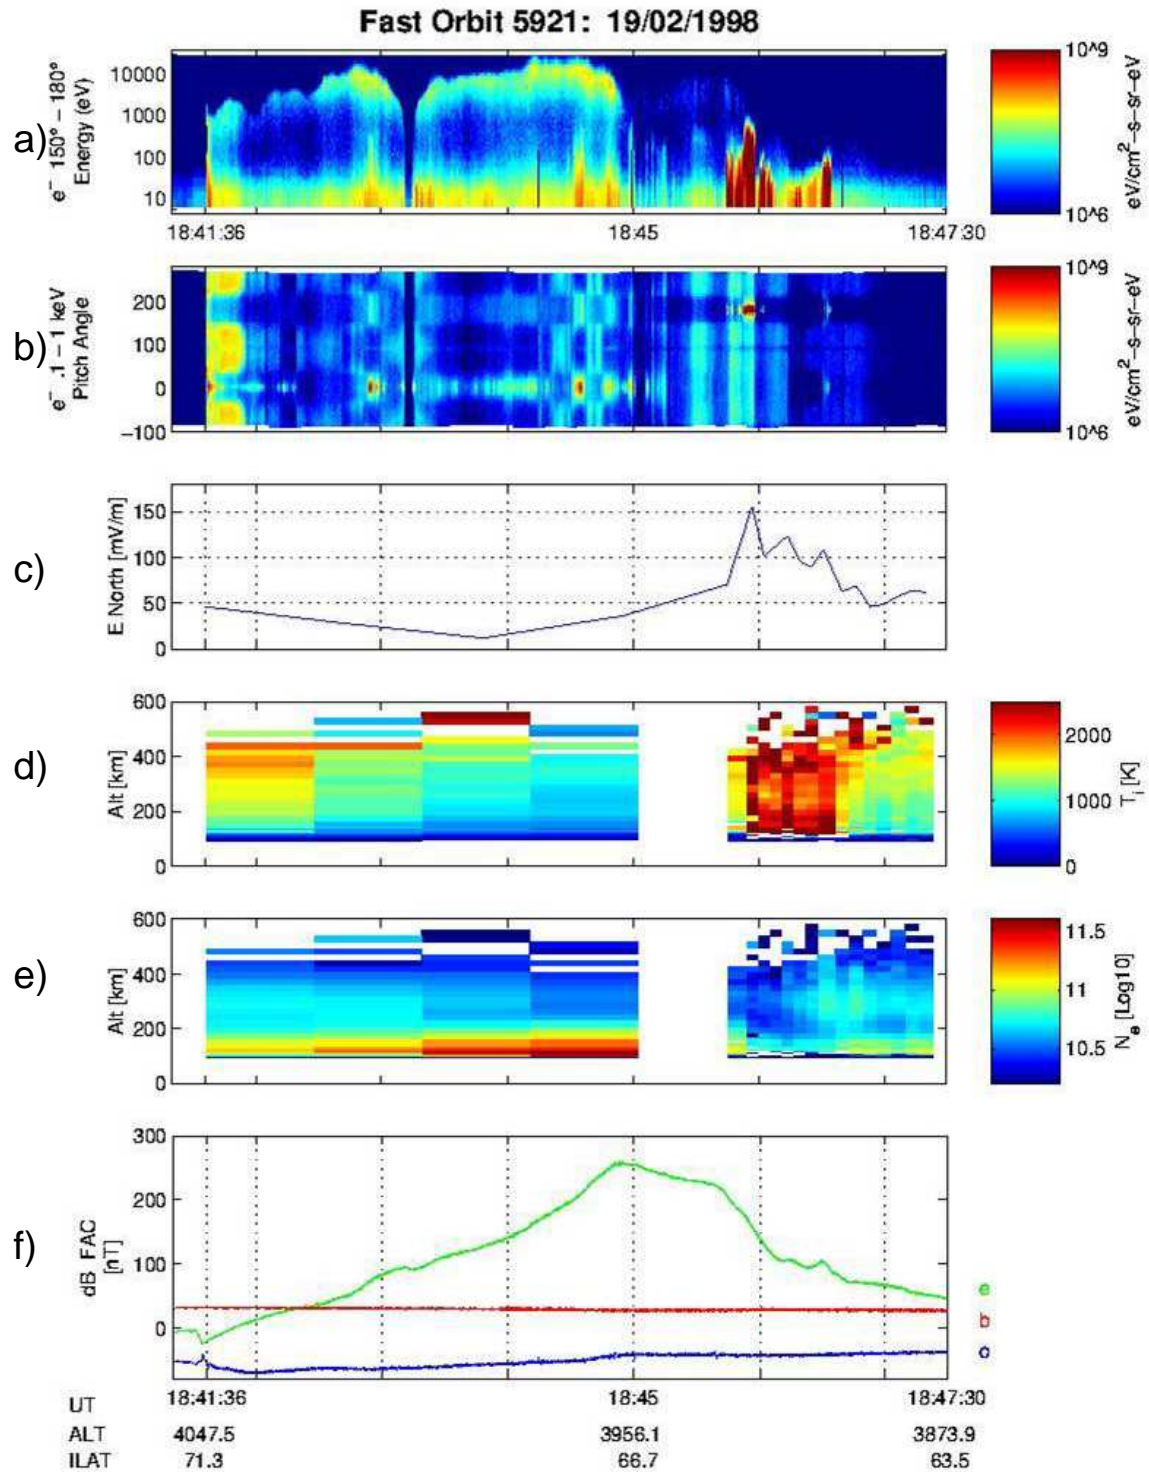 Fast Orbit 5921: 19/02/1998
a)
e⁻ 150° – 180°
Energy (eV)
10000
1000
100
10
18:41:36
18:45
18:47:30
10^9
10^6
eV/cm²–s–sr–eV
b)
e⁻ .1 – 1 keV
Pitch Angle
200
100
0
–100
10^9
10^6
eV/cm²–s–sr–eV
c)
E North [mV/m]
150
100
50
0
d)
Alt [km]
600
400
200
0
2000
1000
0
Tᵢ [K]
e)
Alt [km]
600
400
200
0
11.5
11
10.5
Nₑ [Log10]
f)
dB FAC
[nT]
300
200
100
0
e
b
o
UT 18:41:36 18:45 18:47:30
ALT 4047.5 3956.1 3873.9
ILAT 71.3 66.7 63.5